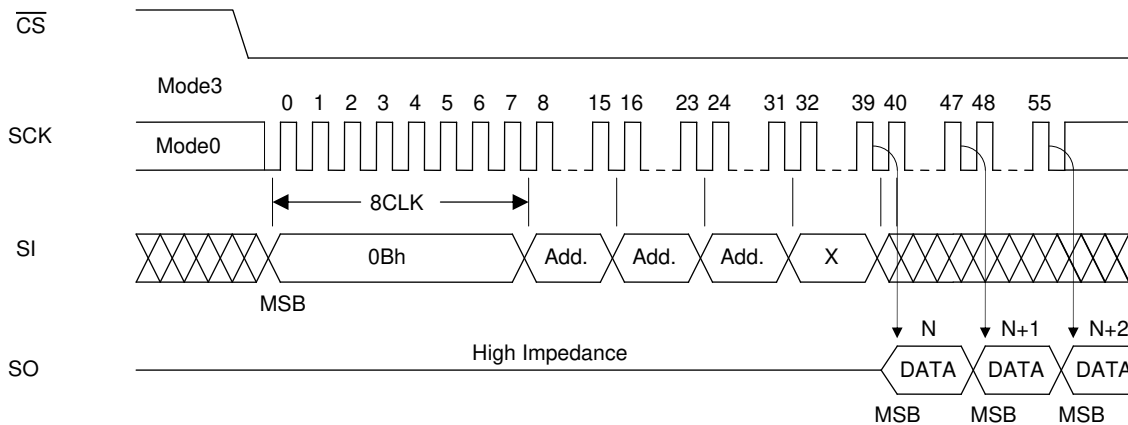 CS
Mode3
0 1 2 3 4 5 6 7 8 15 16 23 24 31 32 39 40 47 48 55
SCK
Mode0
8CLK
SI
0Bh Add. Add. Add. X
MSB
N N+1 N+2
High Impedance
SO
DATA DATA DATA
MSB MSB MSB